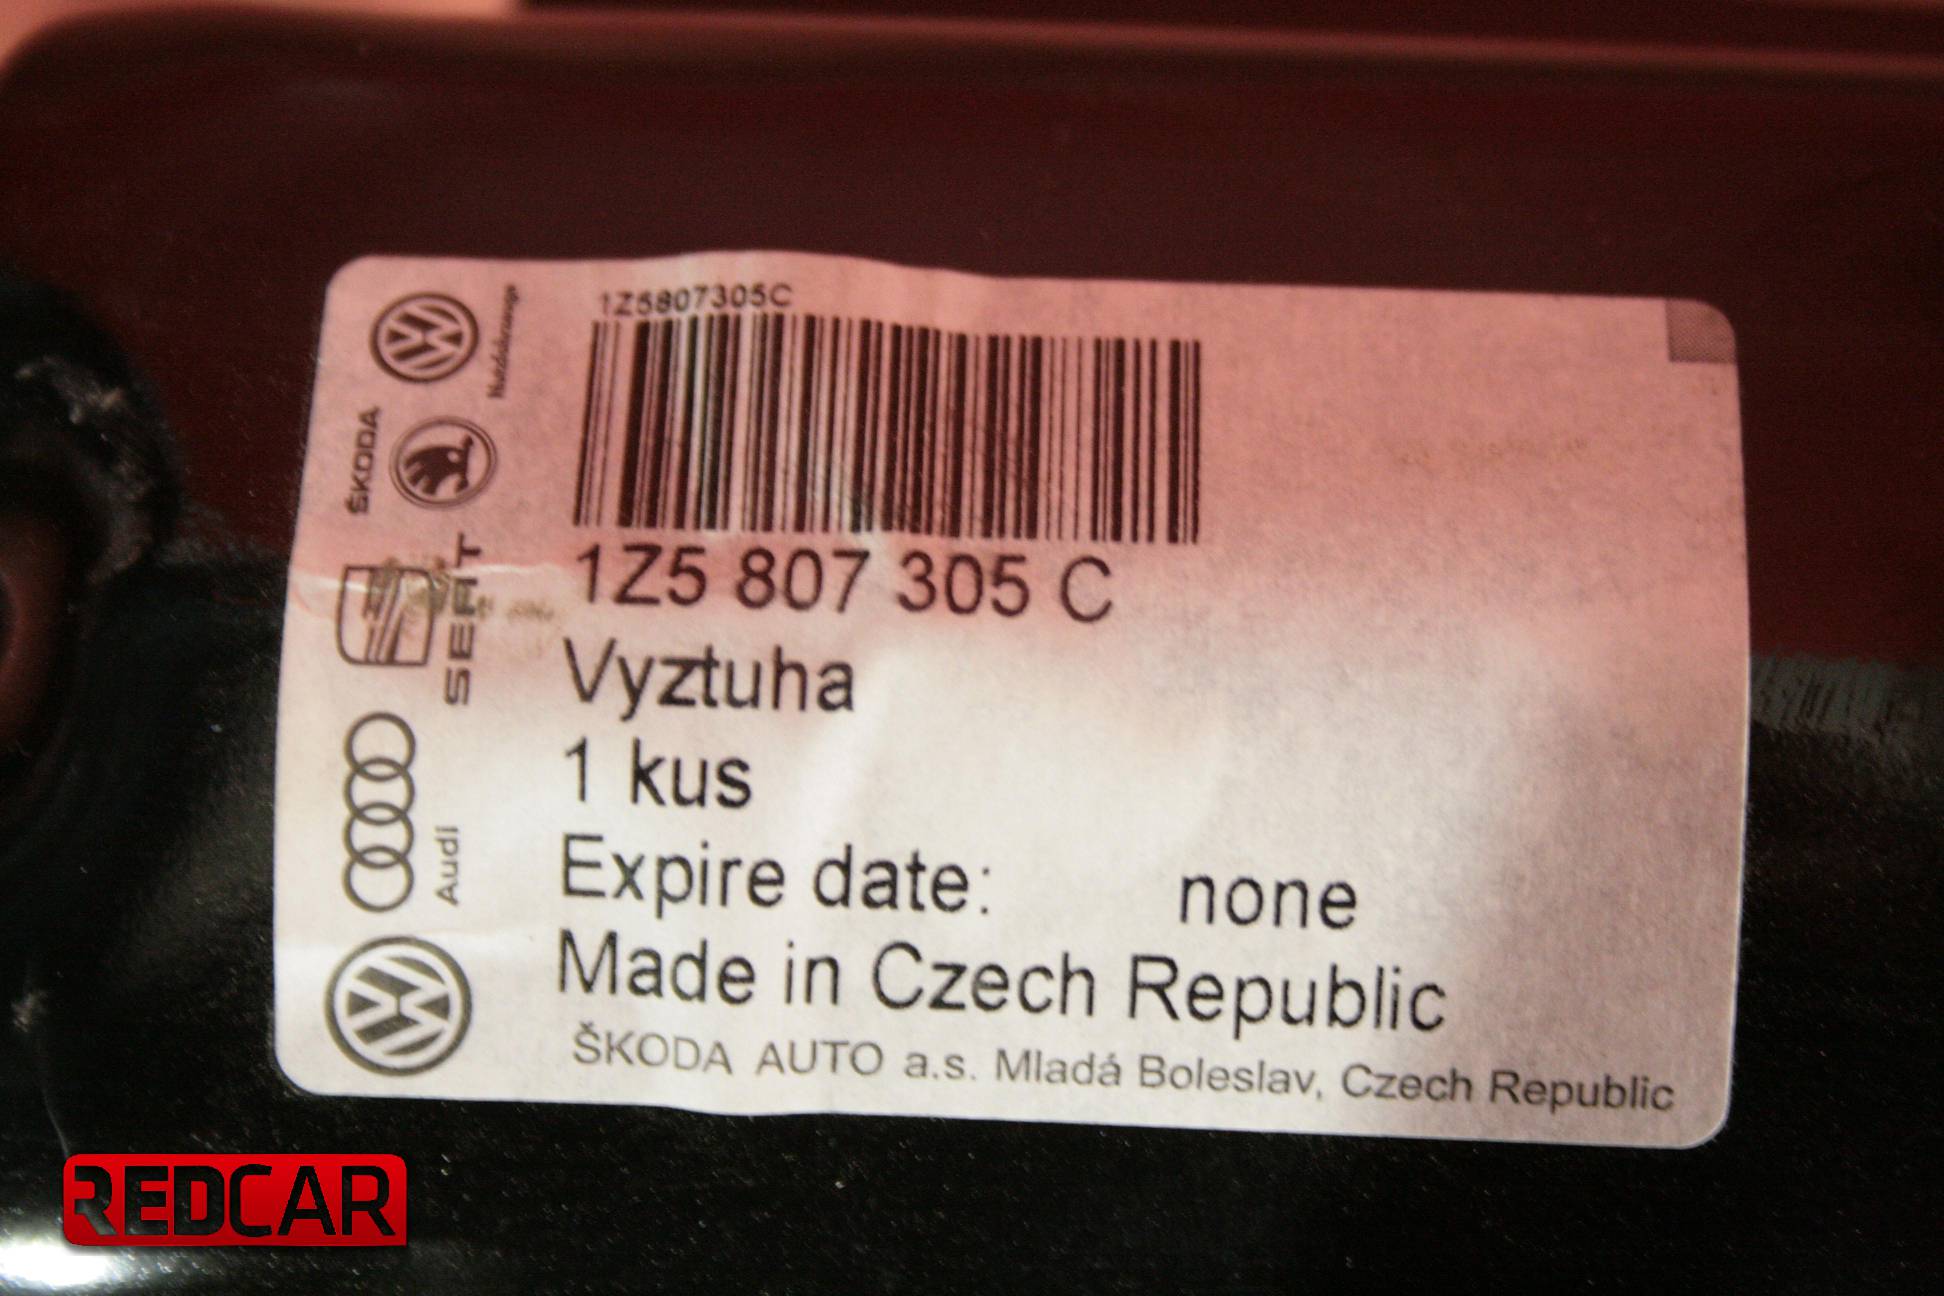 1Z5807305C
Nutzfahrzeuge
ŠKODA
SEAT
Audi
1Z5 807 305 C
Vyztuha
1 kus
Expire date: none
Made in Czech Republic
ŠKODA AUTO a.s. Mladá Boleslav, Czech Republic
REDCAR